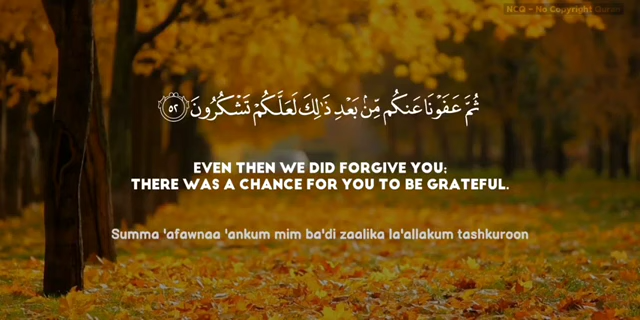 NCQ - No Copyright Quran
ثُمَّ عَفَوْنَا عَنكُم مِّنۢ بَعْدِ ذَٰلِكَ لَعَلَّكُمْ تَشْكُرُونَ ٥٢
EVEN THEN WE DID FORGIVE YOU;
THERE WAS A CHANCE FOR YOU TO BE GRATEFUL.
Summa 'afawnaa 'ankum mim ba'di zaalika la'allakum tashkuroon